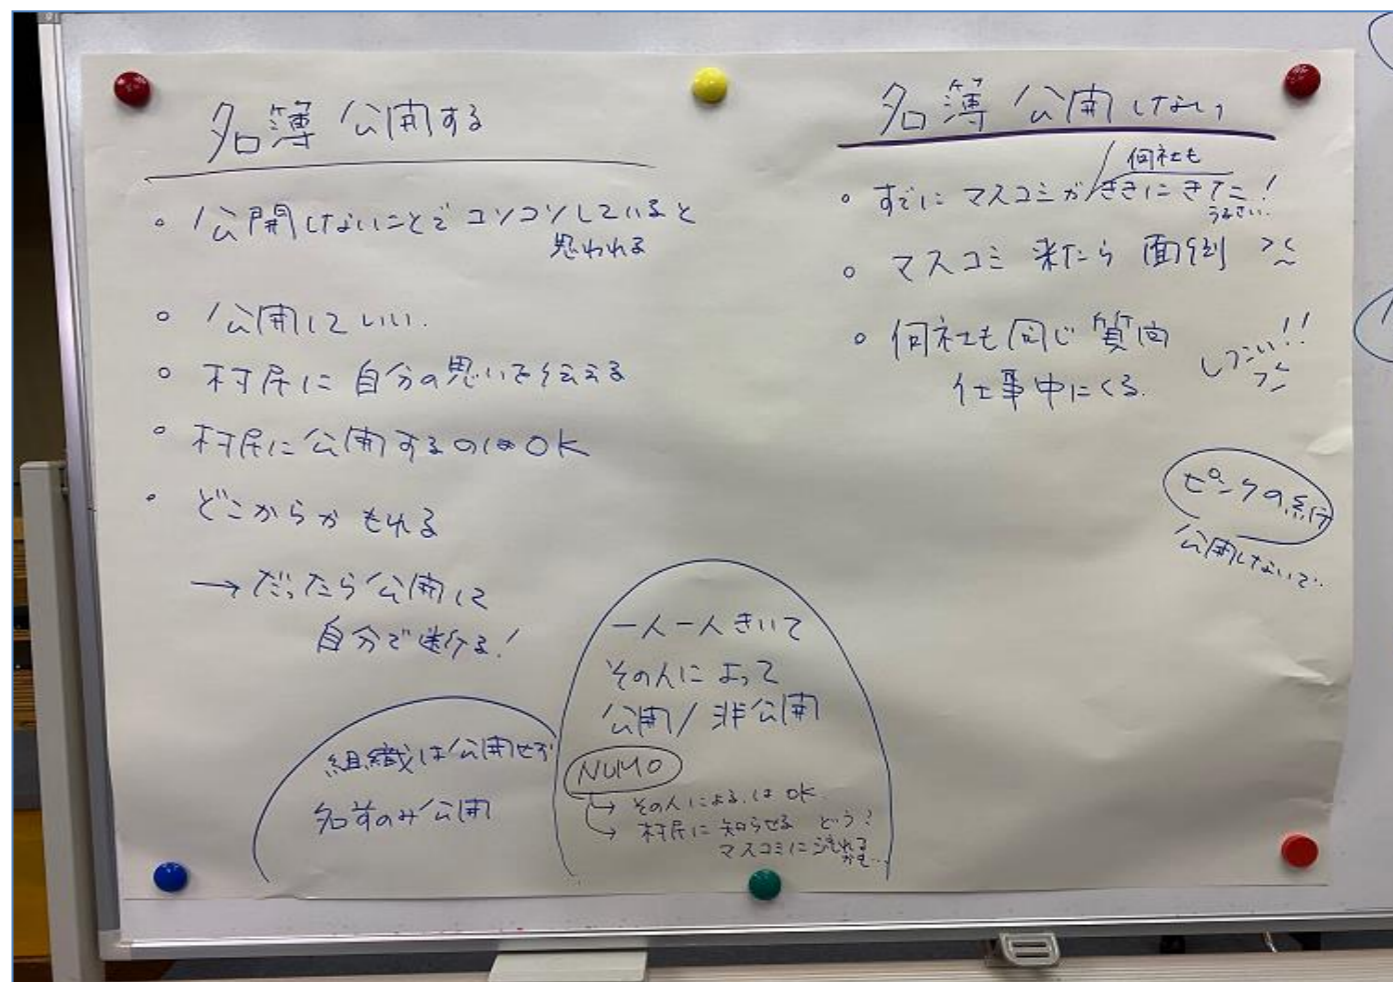 名簿 公開する
。公開しないことでコソコソしていると
思われる
。公開していい.
。村民に自分の思いを伝える
。村民に公開するのはOK
。どこからかもれる
→だったら公開して
自分で避ける!
組織は公開せず
名前のみ公開
一人一人きいて
その人によって
公開/非公開
NUMO
→その人による.はOK.
→村民に知らせる どう?
マスコミに流れる
かも…
名簿 公開しない
何社も
。すでにマスコミがききにきてた!
うるさい..
。マスコミ 来たら 面倒
。何社も同じ質問
仕事中にくる.
しつこい!!
ピンクの
公開しないで..